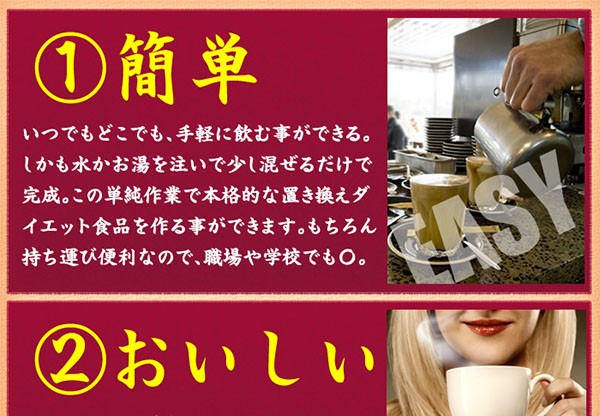 ①簡単
いつでもどこでも、手軽に飲む事ができる。
しかも水かお湯を注いで少し混ぜるだけで
完成。この単純作業で本格的な置き換えダ
イエット食品を作る事ができます。もちろん
持ち運び便利なので、職場や学校でも〇。
EASY
②おいしい